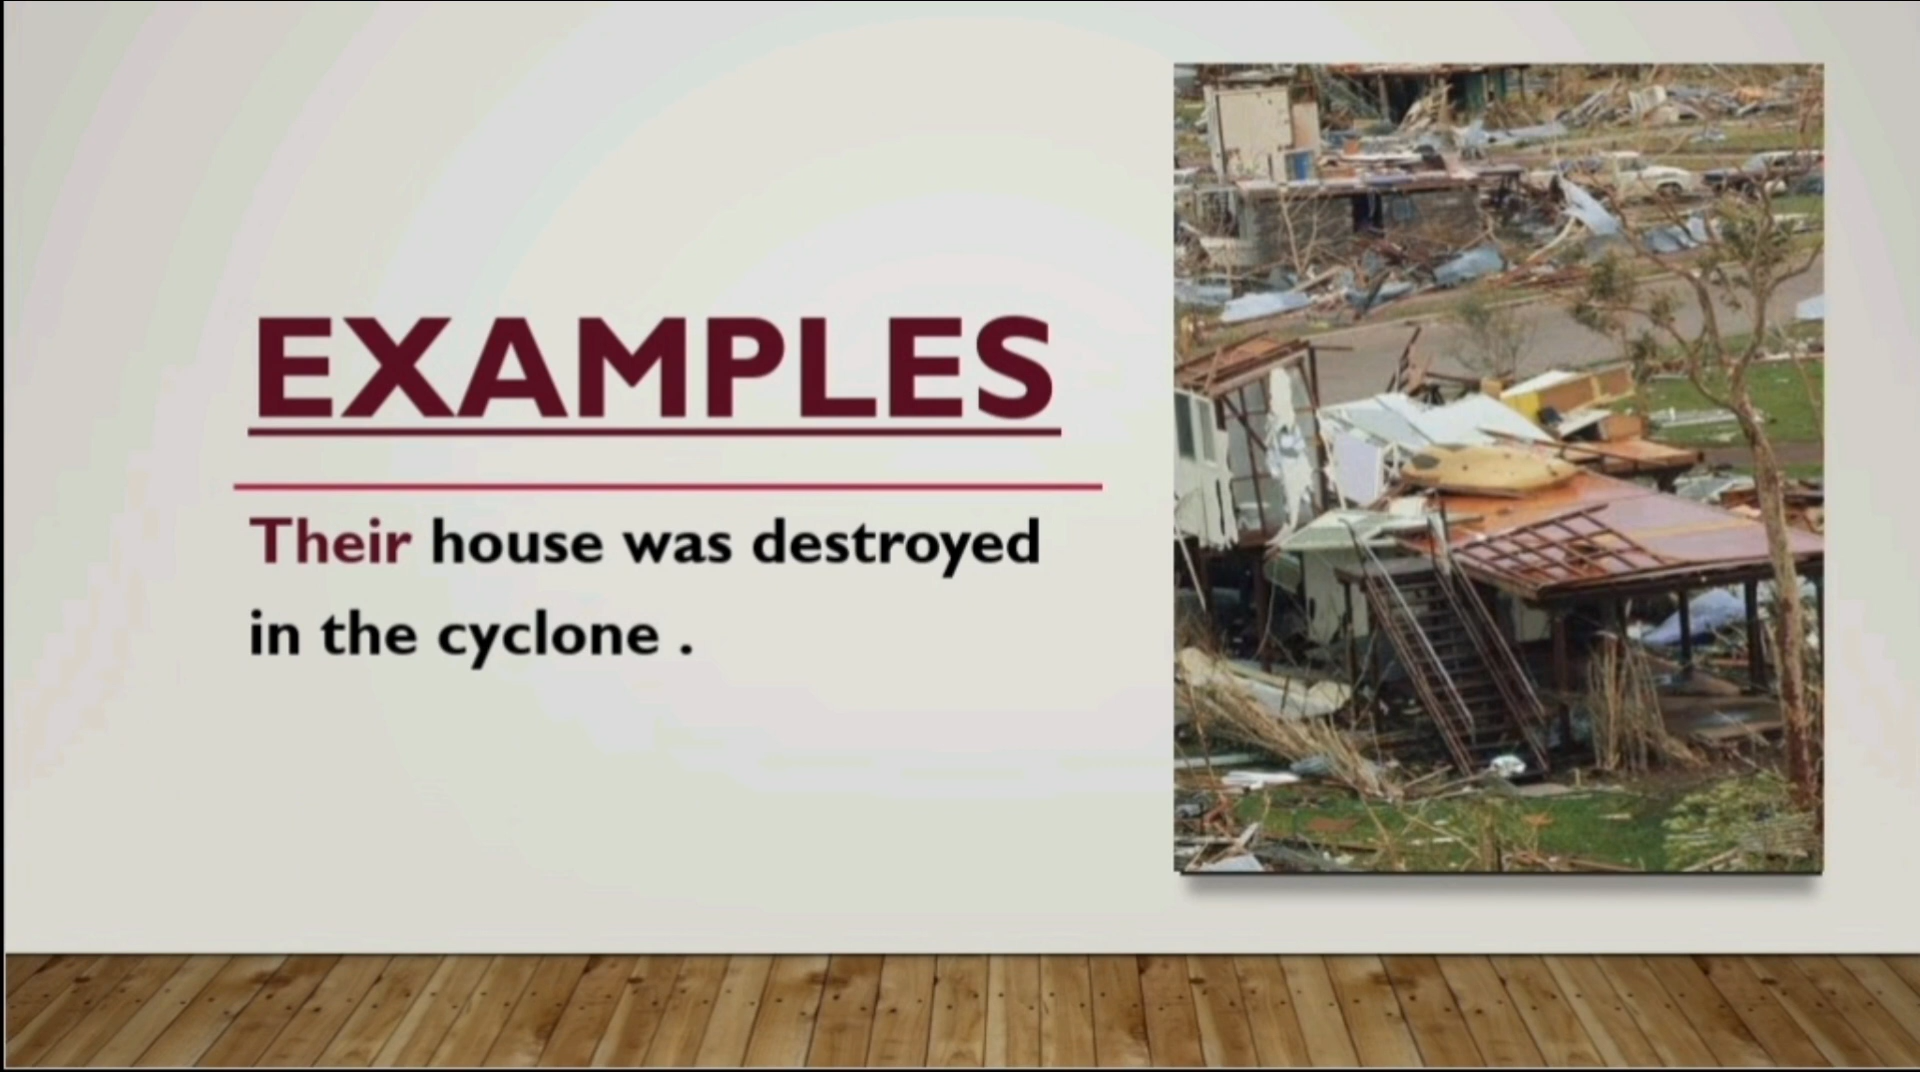 EXAMPLES
Their house was destroyed
in the cyclone .